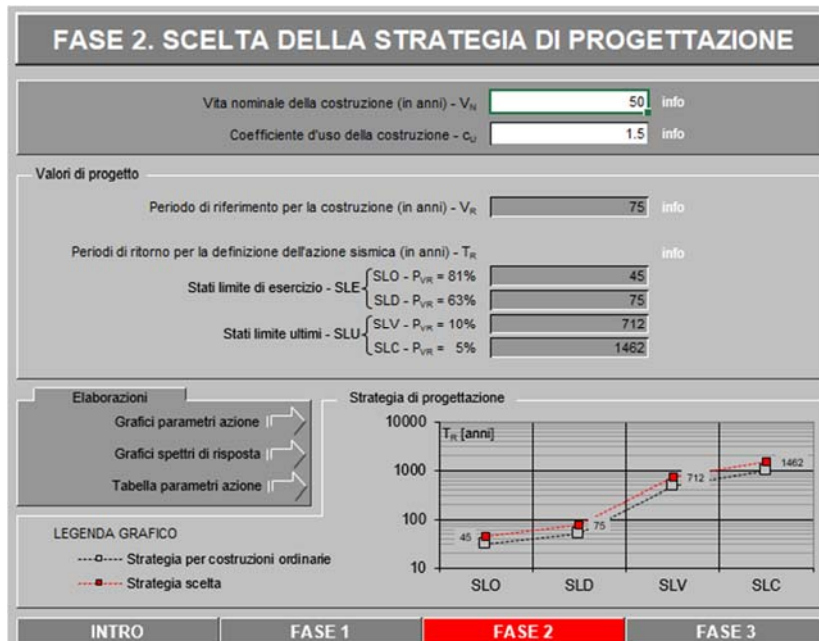 FASE 2. SCELTA DELLA STRATEGIA DI PROGETTAZIONE
Vita nominale della costruzione (in anni) - VN 50 info
Coefficiente d'uso della costruzione - cU 1.5 info
Valori di progetto
Periodo di riferimento per la costruzione (in anni) - VR 75 info
Periodi di ritorno per la definizione dell'azione sismica (in anni) - TR info
Stati limite di esercizio - SLE
SLO - PVR = 81% 45
SLD - PVR = 63% 75
Stati limite ultimi - SLU
SLV - PVR = 10% 712
SLC - PVR = 5% 1462
Elaborazioni
Grafici parametri azione
Grafici spettri di risposta
Tabella parametri azione
Strategia di progettazione
TR [anni]
10000
1000
100
10
45
75
712
1462
SLO SLD SLV SLC
LEGENDA GRAFICO
Strategia per costruzioni ordinarie
Strategia scelta
INTRO FASE 1 FASE 2 FASE 3